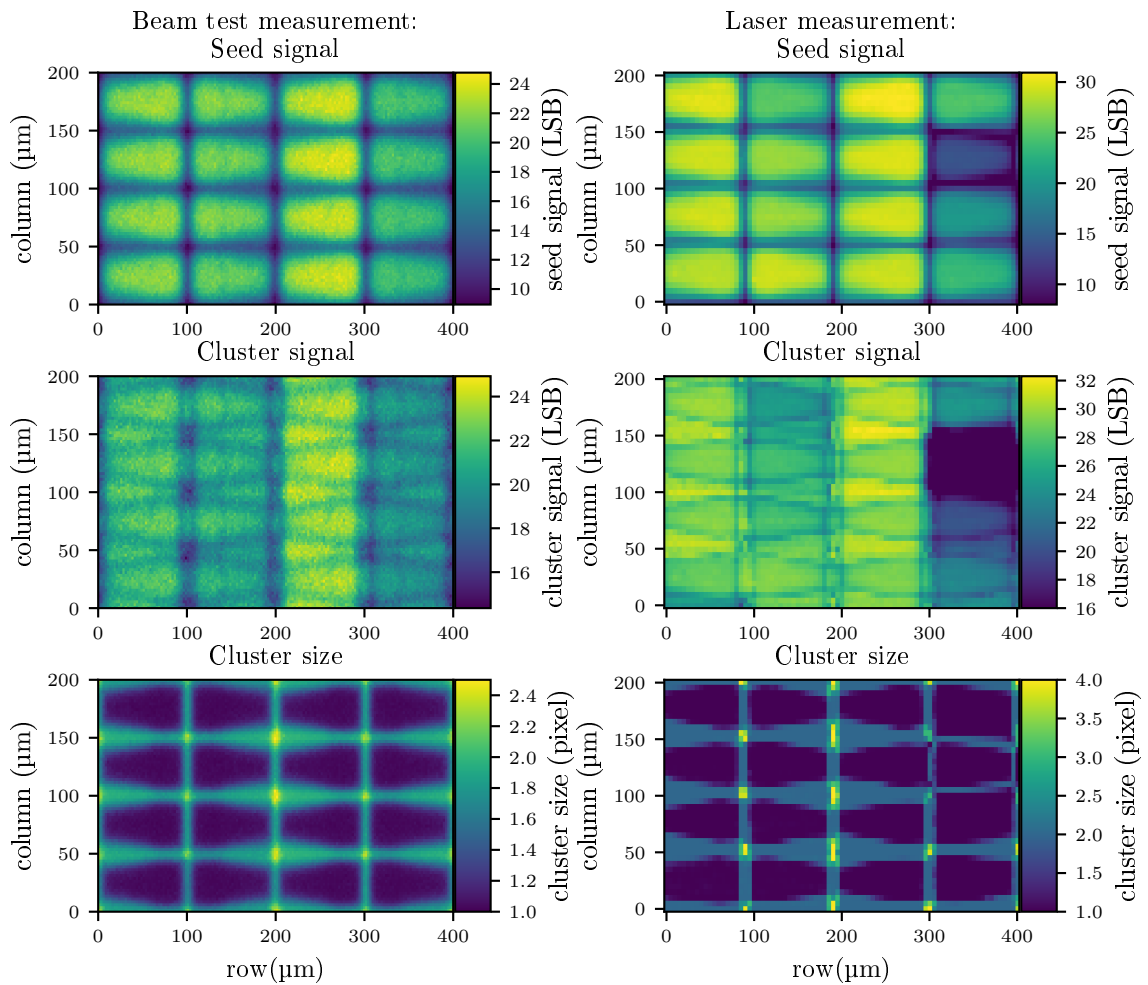 Beam test measurement:
Seed signal
200
150
100
50
0
column (µm)
0 100 200 300 400
24
22
20
18
16
14
12
10
seed signal (LSB)
Laser measurement:
Seed signal
200
150
100
50
0
column (µm)
0 100 200 300 400
30
25
20
15
10
seed signal (LSB)
Cluster signal
200
150
100
50
0
column (µm)
0 100 200 300 400
24
22
20
18
16
cluster signal (LSB)
Cluster signal
200
150
100
50
0
column (µm)
0 100 200 300 400
32
30
28
26
24
22
20
18
16
cluster signal (LSB)
Cluster size
200
150
100
50
0
column (µm)
0 100 200 300 400
row(µm)
2.4
2.2
2.0
1.8
1.6
1.4
1.2
1.0
cluster size (pixel)
Cluster size
200
150
100
50
0
column (µm)
0 100 200 300 400
row(µm)
4.0
3.5
3.0
2.5
2.0
1.5
1.0
cluster size (pixel)